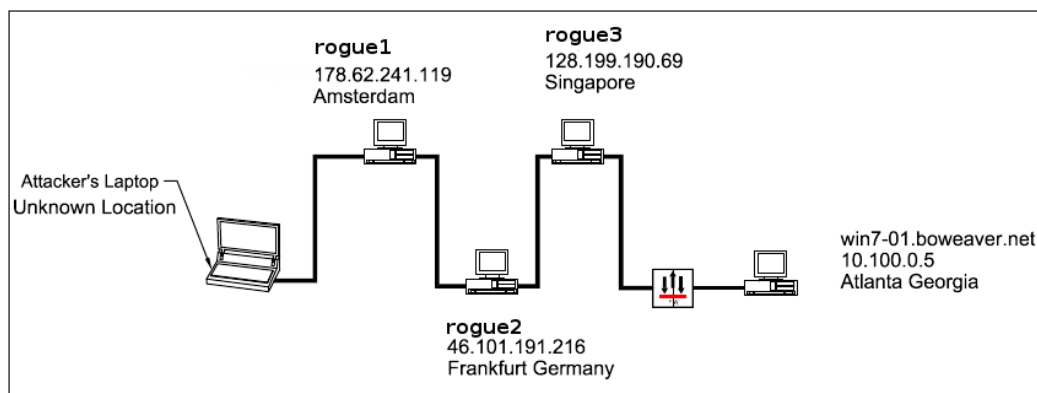 rogue1
178.62.241.119
Amsterdam
rogue3
128.199.190.69
Singapore
Attacker's Laptop
Unknown Location
win7-01.boweaver.net
10.100.0.5
Atlanta Georgia
rogue2
46.101.191.216
Frankfurt Germany